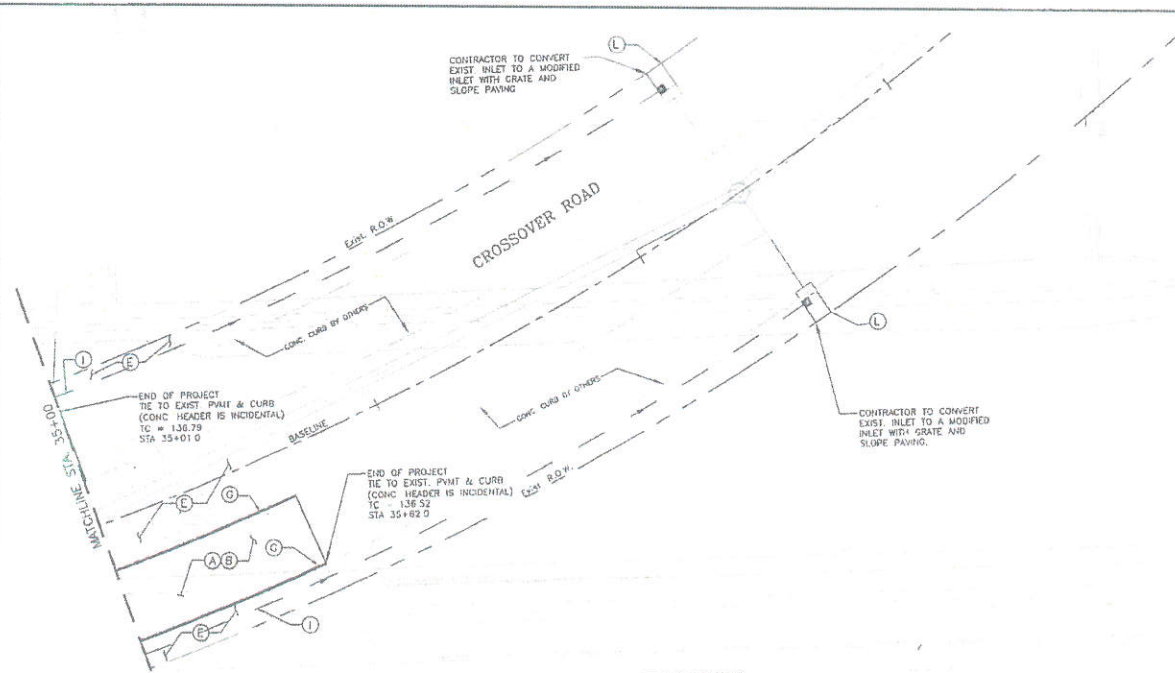 L
CONTRACTOR TO CONVERT
EXIST. INLET TO A MODIFIED
INLET WITH GRATE AND
SLOPE PAVING
Exist. R.O.W.
CROSSOVER ROAD
CONC. CURB BY OTHERS
L
I
E
END OF PROJECT
TIE TO EXIST PVMT & CURB
(CONC HEADER IS INCIDENTAL)
TC = 136.79
STA 35+01.0
MATCHLINE STA. 35+00
BASELINE
CONC. CURB BY OTHERS
CONTRACTOR TO CONVERT
EXIST. INLET TO A MODIFIED
INLET WITH GRATE AND
SLOPE PAVING.
END OF PROJECT
TIE TO EXIST. PVMT & CURB
(CONC HEADER IS INCIDENTAL)
TC - 136.52
STA 35+62.0
Exist R.O.W.
E
G
A B
G
E
I